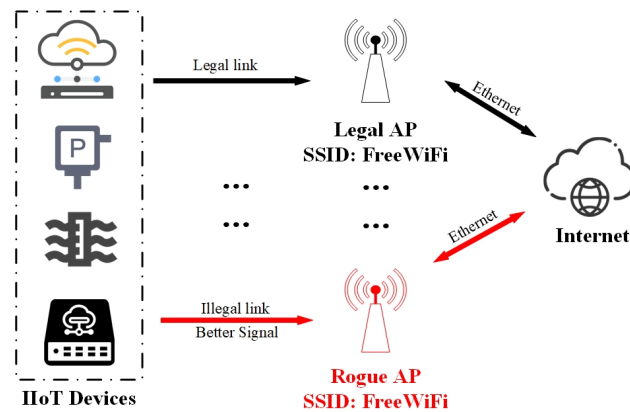 Legal link
Ethernet
P
Legal AP
SSID: FreeWiFi
... ...
... ...
Ethernet
Internet
Illegal link
Better Signal
Rogue AP
SSID: FreeWiFi
IIoT Devices